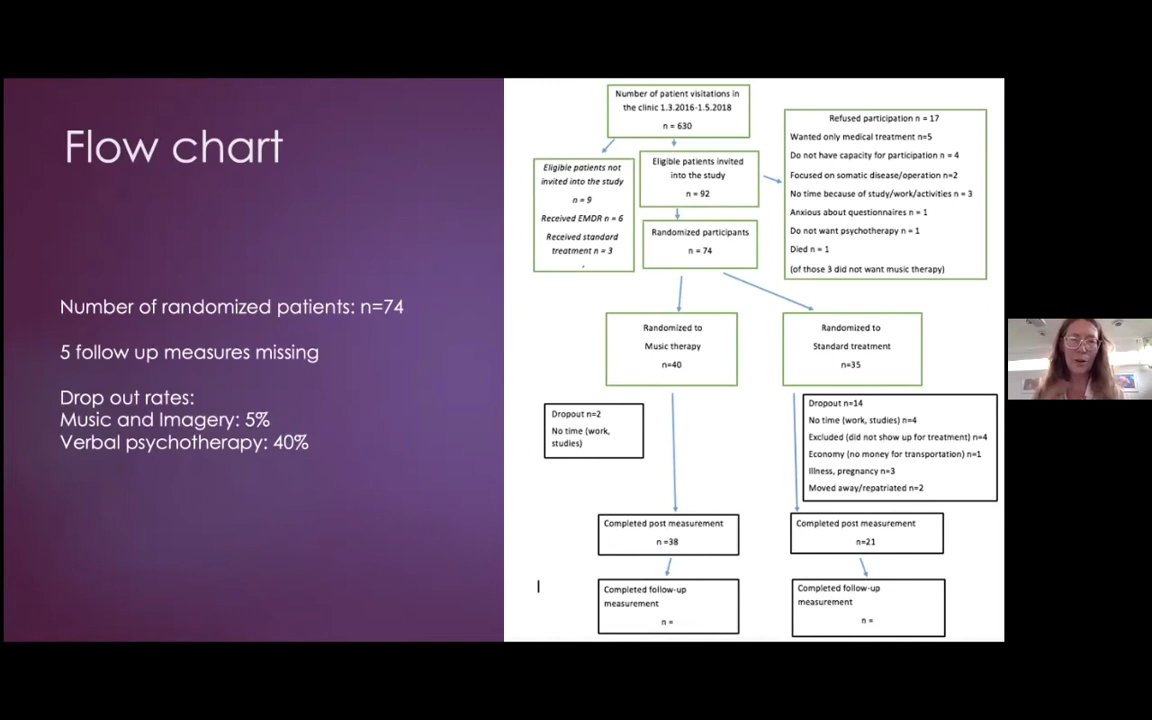 Flow chart
Number of randomized patients: n=74
5 follow up measures missing
Drop out rates:
Music and Imagery: 5%
Verbal psychotherapy: 40%
Number of patient visitations in
the clinic 1.3.2016-1.5.2018
n = 630
Eligible patients not
invited into the study
n = 9
Received EMDR n = 6
Received standard
treatment n = 3
Eligible patients invited
into the study
n = 92
Refused participation n = 17
Wanted only medical treatment n=5
Do not have capacity for participation n = 4
Focused on somatic disease/operation n=2
No time because of study/work/activities n = 3
Anxious about questionnaires n = 1
Do not want psychotherapy n = 1
Died n = 1
(of those 3 did not want music therapy)
Randomized participants
n = 74
Randomized to
Music therapy
n=40
Randomized to
Standard treatment
n=35
Dropout n=2
No time (work,
studies)
Dropout n=14
No time (work, studies) n=4
Excluded (did not show up for treatment) n=4
Economy (no money for transportation) n=1
Illness, pregnancy n=3
Moved away/repatriated n=2
Completed post measurement
n =38
Completed post measurement
n=21
Completed follow-up
measurement
n =
Completed follow-up
measurement
n =